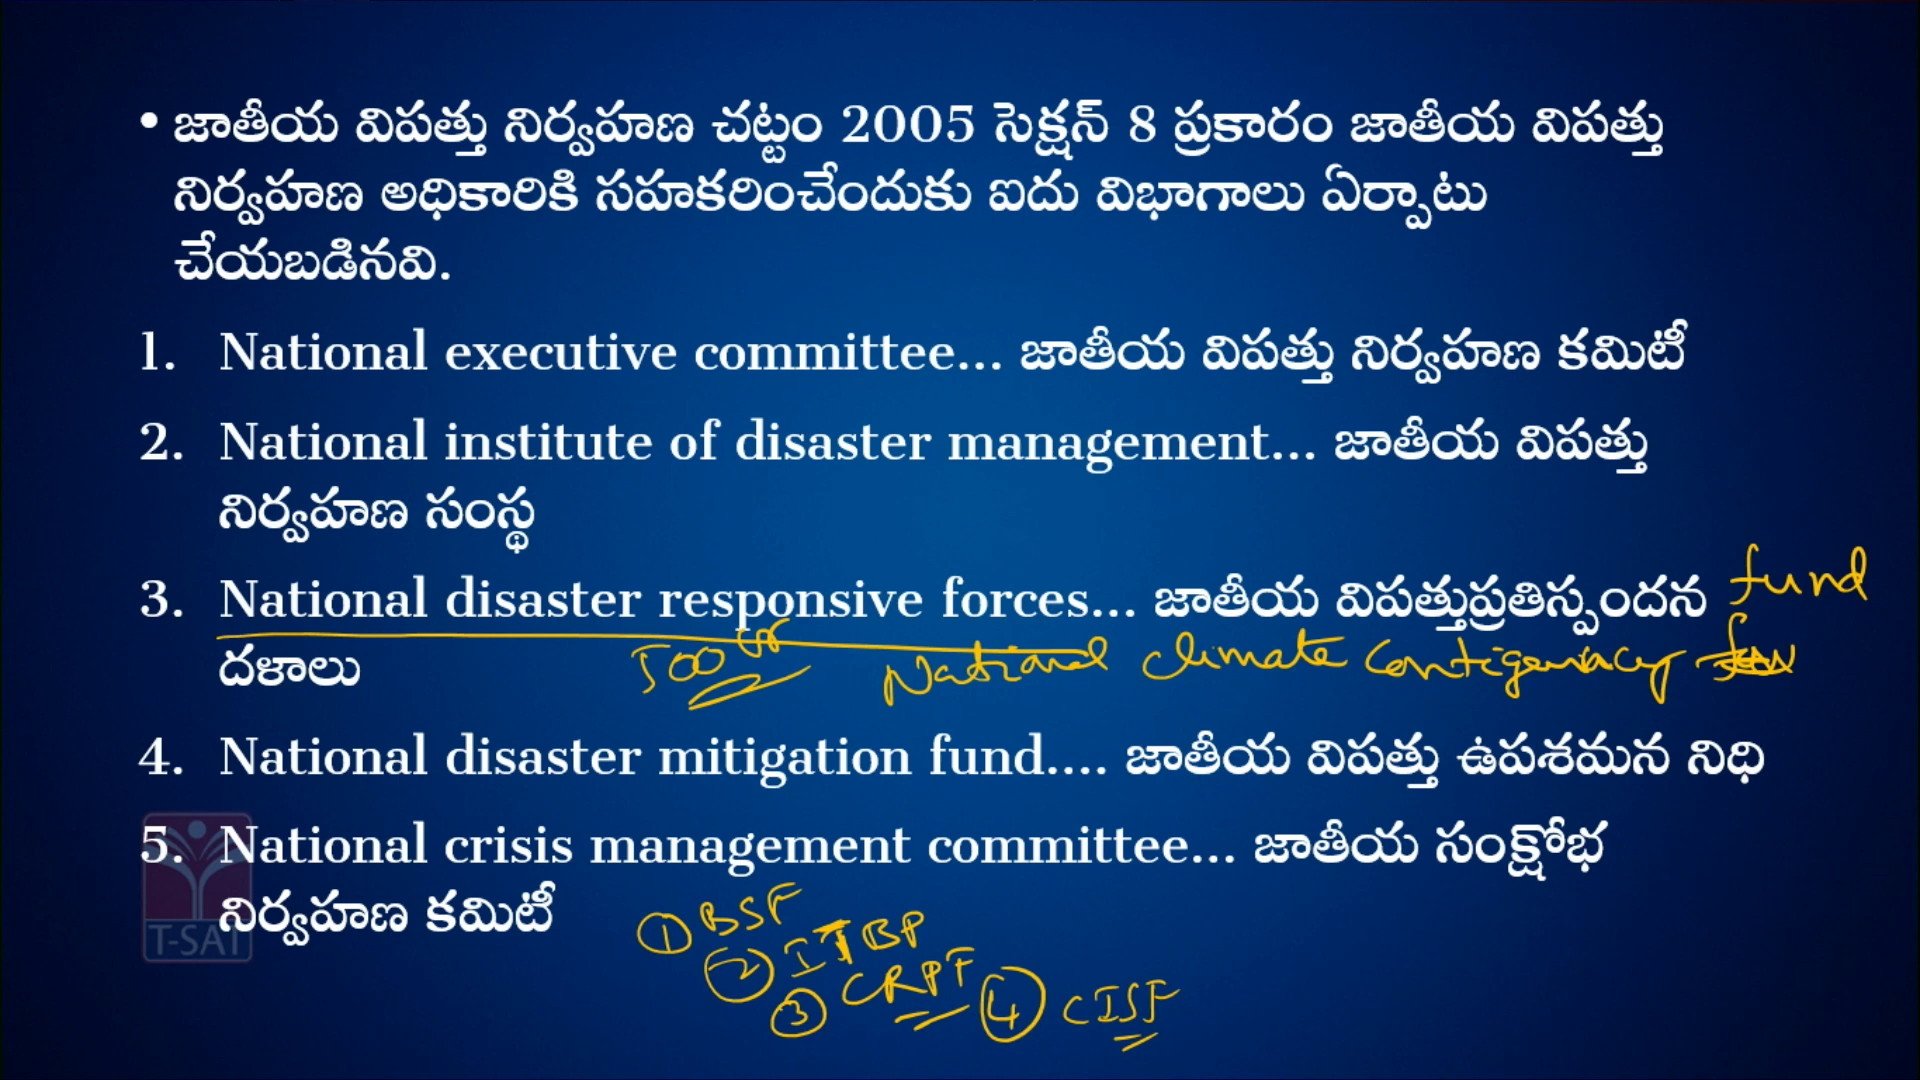 • జాతీయ విపత్తు నిర్వహణ చట్టం 2005 సెక్షన్ 8 ప్రకారం జాతీయ విపత్తు
నిర్వహణ అధికారికి సహకరించేందుకు ఐదు విభాగాలు ఏర్పాటు
చేయబడినవి.
1. National executive committee... జాతీయ విపత్తు నిర్వహణ కమిటీ
2. National institute of disaster management... జాతీయ విపత్తు
నిర్వహణ సంస్థ
3. National disaster responsive forces... జాతీయ విపత్తుప్రతిస్పందన fund
దళాలు 500 cr National climate contigenacy
4. National disaster mitigation fund.... జాతీయ విపత్తు ఉపశమన నిధి
5. National crisis management committee... జాతీయ సంక్షోభ
నిర్వహణ కమిటీ
T-SAT
1 BSF
2 ITBP
3 CRPF
4 CISF